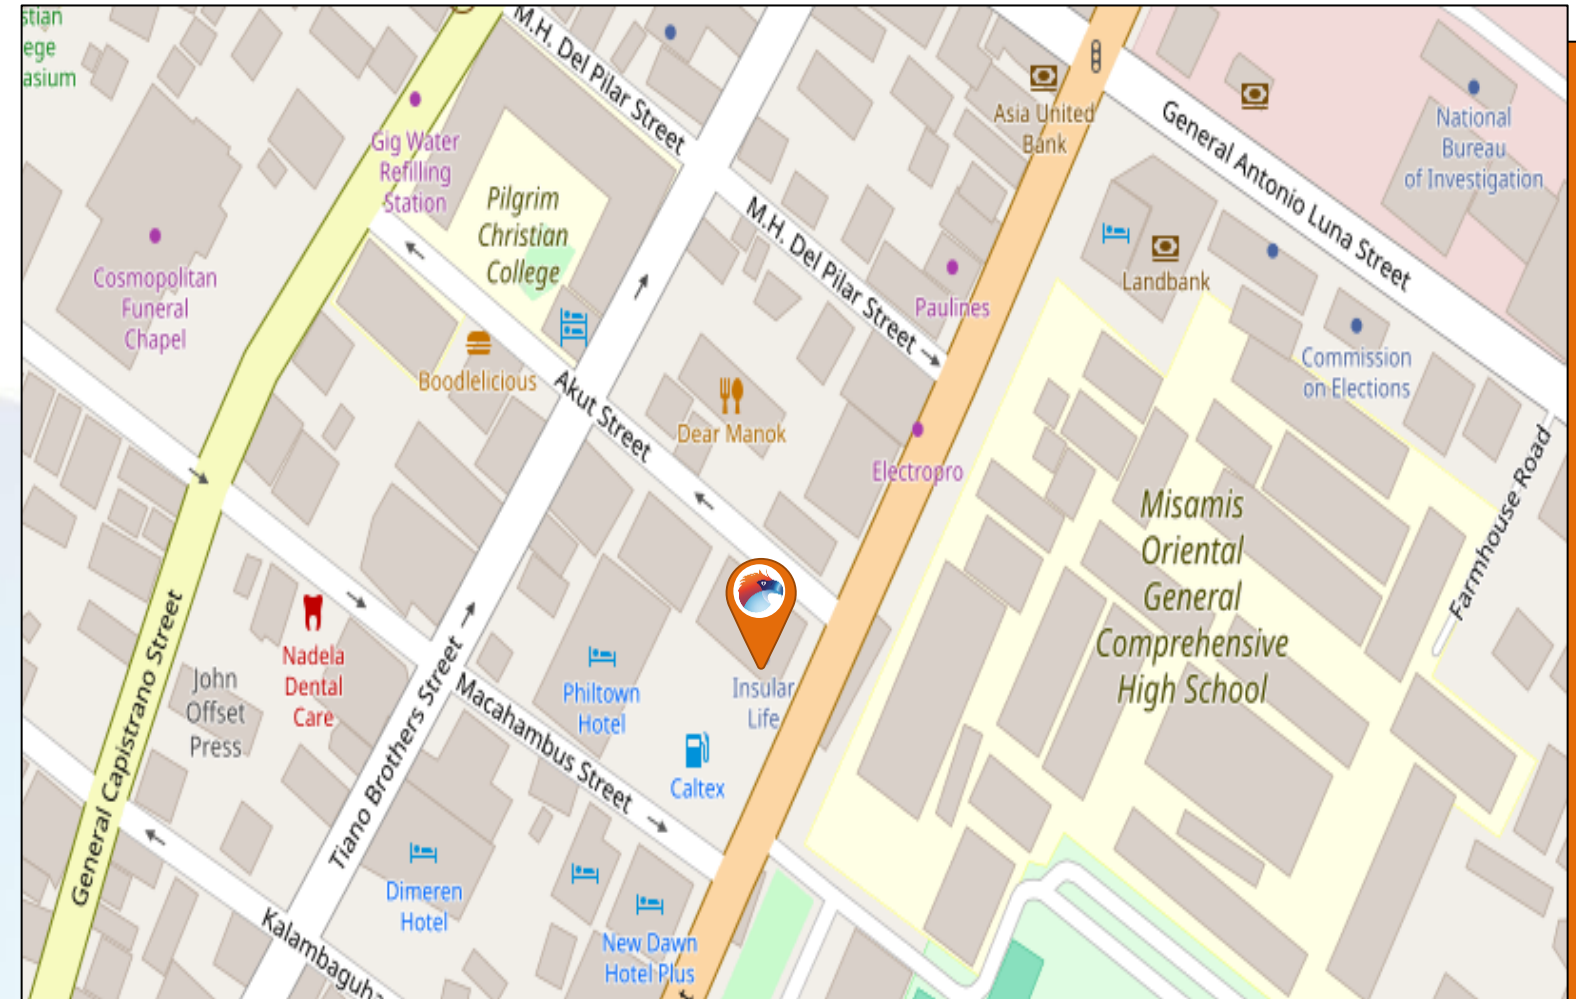 stian
ege
asium
M.H. Del Pilar Street
Gig Water
Refilling
Station
Pilgrim
Christian
College
Cosmopolitan
Funeral
Chapel
Asia United
Bank
General Antonio Luna Street
National
Bureau
of Investigation
M.H. Del Pilar Street
Landbank
Paulines
Commission
on Elections
Boodlelicious
Akut Street
Dear Manok
Electropro
Misamis
Oriental
General
Comprehensive
High School
Farmhouse Road
General Capistrano Street
Nadela
Dental
Care
John
Offset
Press
Tiano Brothers Street
Macahambus Street
Philtown
Hotel
Insular
Life
Caltex
Dimeren
Hotel
New Dawn
Hotel Plus
Kalambaguha